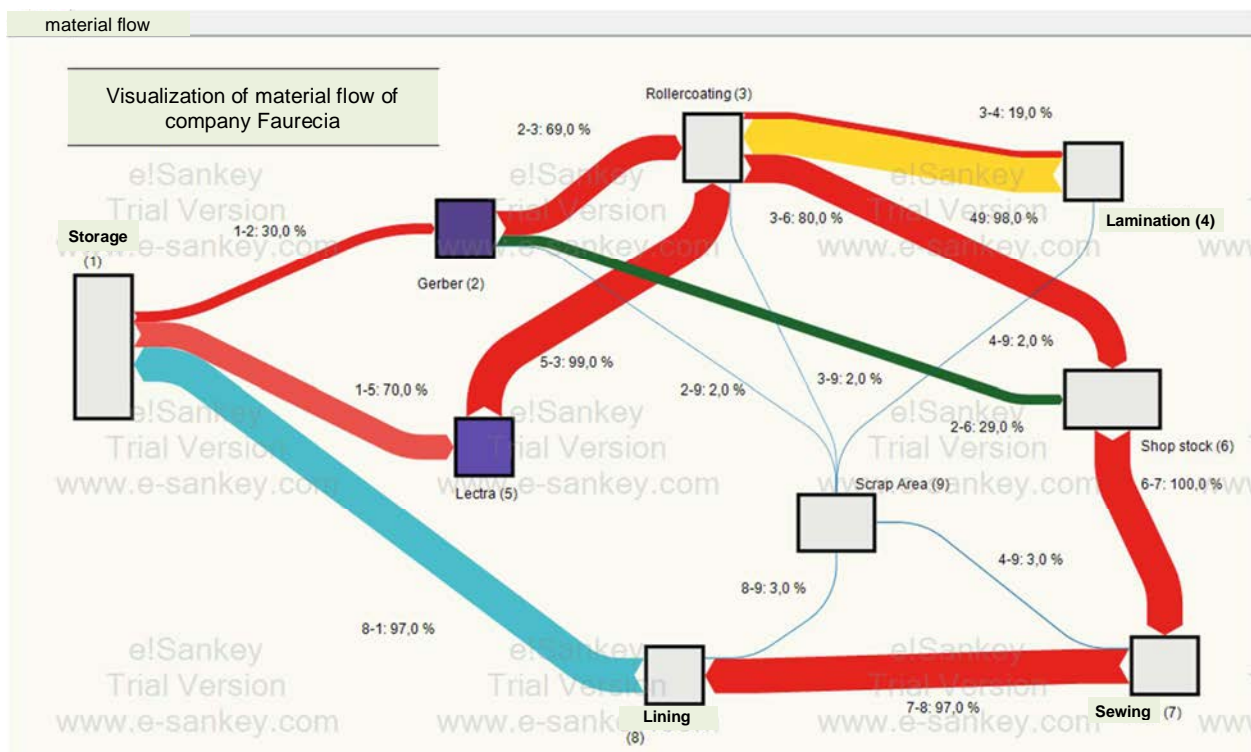 material flow
Visualization of material flow of
company Faurecia
Rollercoating (3)
3-4: 19,0 %
2-3: 69,0 %
e!Sankey
Trial Version
www.e-sankey.com
e!Sankey
Trial Version
www.e-sankey.com
e!Sankey
Trial Version
www.e-sankey.com
Storage
(1)
1-2: 30,0 %
3-6: 80,0 %
49: 98,0 %
Lamination (4)
Gerber (2)
4-9: 2,0 %
5-3: 99,0 %
3-9: 2,0 %
1-5: 70,0 %
2-9: 2,0 %
2-6: 29,0 %
e!Sankey
Trial Version
www.e-sankey.com
e!Sankey
Trial Version
www.e-sankey.com
e!Sankey
Trial Version
www.e-sankey.com
Shop stock (6)
Lectra (5)
Scrap Area (9)
6-7: 100,0 %
4-9: 3,0 %
8-9: 3,0 %
8-1: 97,0 %
e!Sankey
Trial Version
www.e-sankey.com
e!Sankey
Trial Version
www.e-sankey.com
e!Sankey
Trial Version
www.e-sankey.com
7-8: 97,0 %
Lining
(8)
Sewing (7)